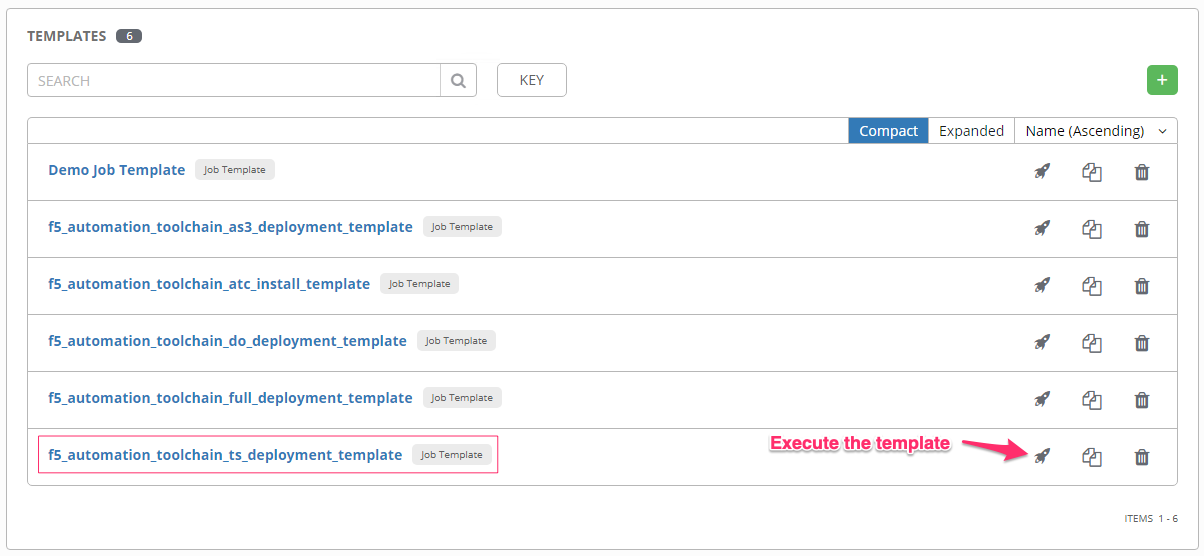 TEMPLATES 6
SEARCH KEY +
Compact Expanded Name (Ascending)
Demo Job Template Job Template
f5_automation_toolchain_as3_deployment_template Job Template
f5_automation_toolchain_atc_install_template Job Template
f5_automation_toolchain_do_deployment_template Job Template
f5_automation_toolchain_full_deployment_template Job Template
f5_automation_toolchain_ts_deployment_template Job Template Execute the template
ITEMS 1 - 6